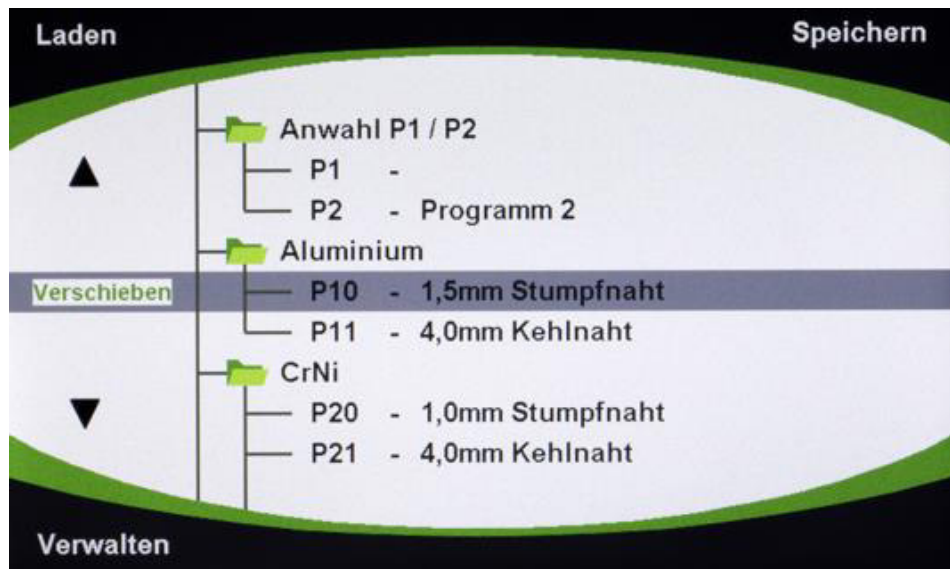 Laden
Speichern
Anwahl P1 / P2
P1 -
P2 - Programm 2
Aluminium
Verschieben P10 - 1,5mm Stumpfnaht
P11 - 4,0mm Kehlnaht
CrNi
P20 - 1,0mm Stumpfnaht
P21 - 4,0mm Kehlnaht
Verwalten